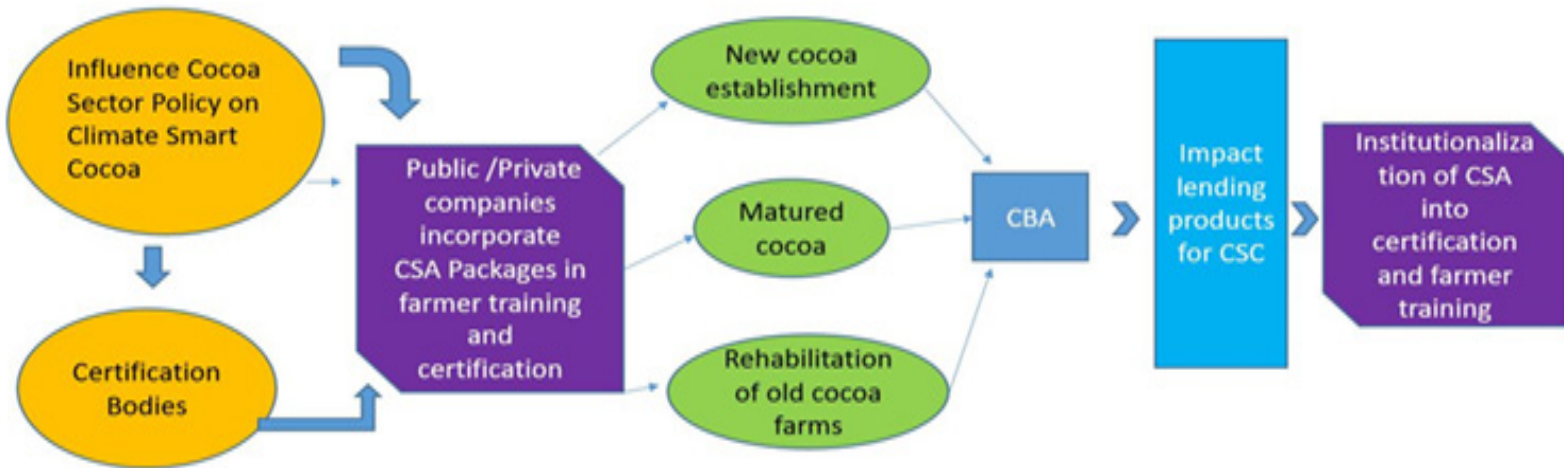 Influence Cocoa
Sector Policy on
Climate Smart
Cocoa
Certification
Bodies
Public /Private
companies
incorporate
CSA Packages in
farmer training
and
certification
New cocoa
establishment
Matured
cocoa
Rehabilitation
of old cocoa
farms
CBA
Impact
lending
products
for CSC
Institutionaliza
tion of CSA
into
certification
and farmer
training